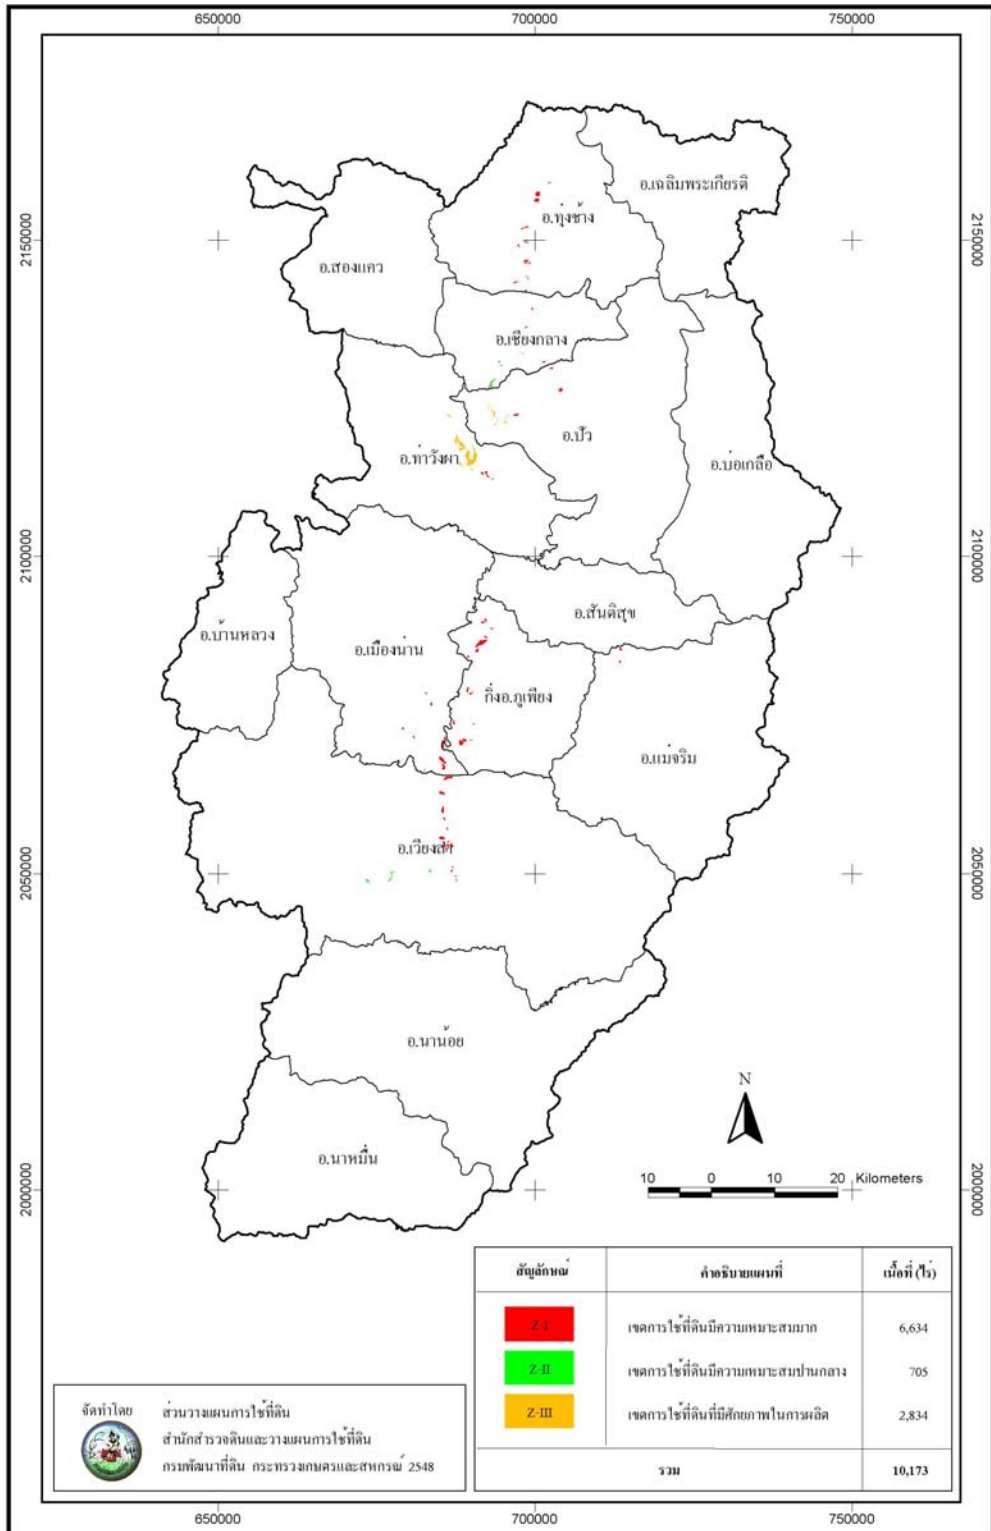 650000 700000 750000
อ.เฉลิมพระเกียรติ
อ.ทุ่งช้าง
2150000 2150000
อ.สองแคว
อ.เชียงกลาง
อ.ปัว
อ.ท่าวังผา
อ.บ่อเกลือ
2100000 2100000
อ.สันติสุข
อ.บ้านหลวง
อ.เมืองน่าน
กิ่งอ.ภูเพียง
อ.แม่จริม
อ.เวียงสา
2050000 2050000
อ.นาน้อย
N
อ.นาหมื่น
2000000 2000000
10 0 10 20 Kilometers
สัญลักษณ์ คำอธิบายแผนที่ เนื้อที่ (ไร่)
Z-I เขตการใช้ที่ดินมีความเหมาะสมมาก 6,634
Z-II เขตการใช้ที่ดินมีความเหมาะสมปานกลาง 705
Z-III เขตการใช้ที่ดินที่มีศักยภาพในการผลิต 2,834
รวม 10,173
จัดทำโดย ส่วนวางแผนการใช้ที่ดิน
สำนักสำรวจดินและวางแผนการใช้ที่ดิน
กรมพัฒนาที่ดิน กระทรวงเกษตรและสหกรณ์ 2548
650000 700000 750000